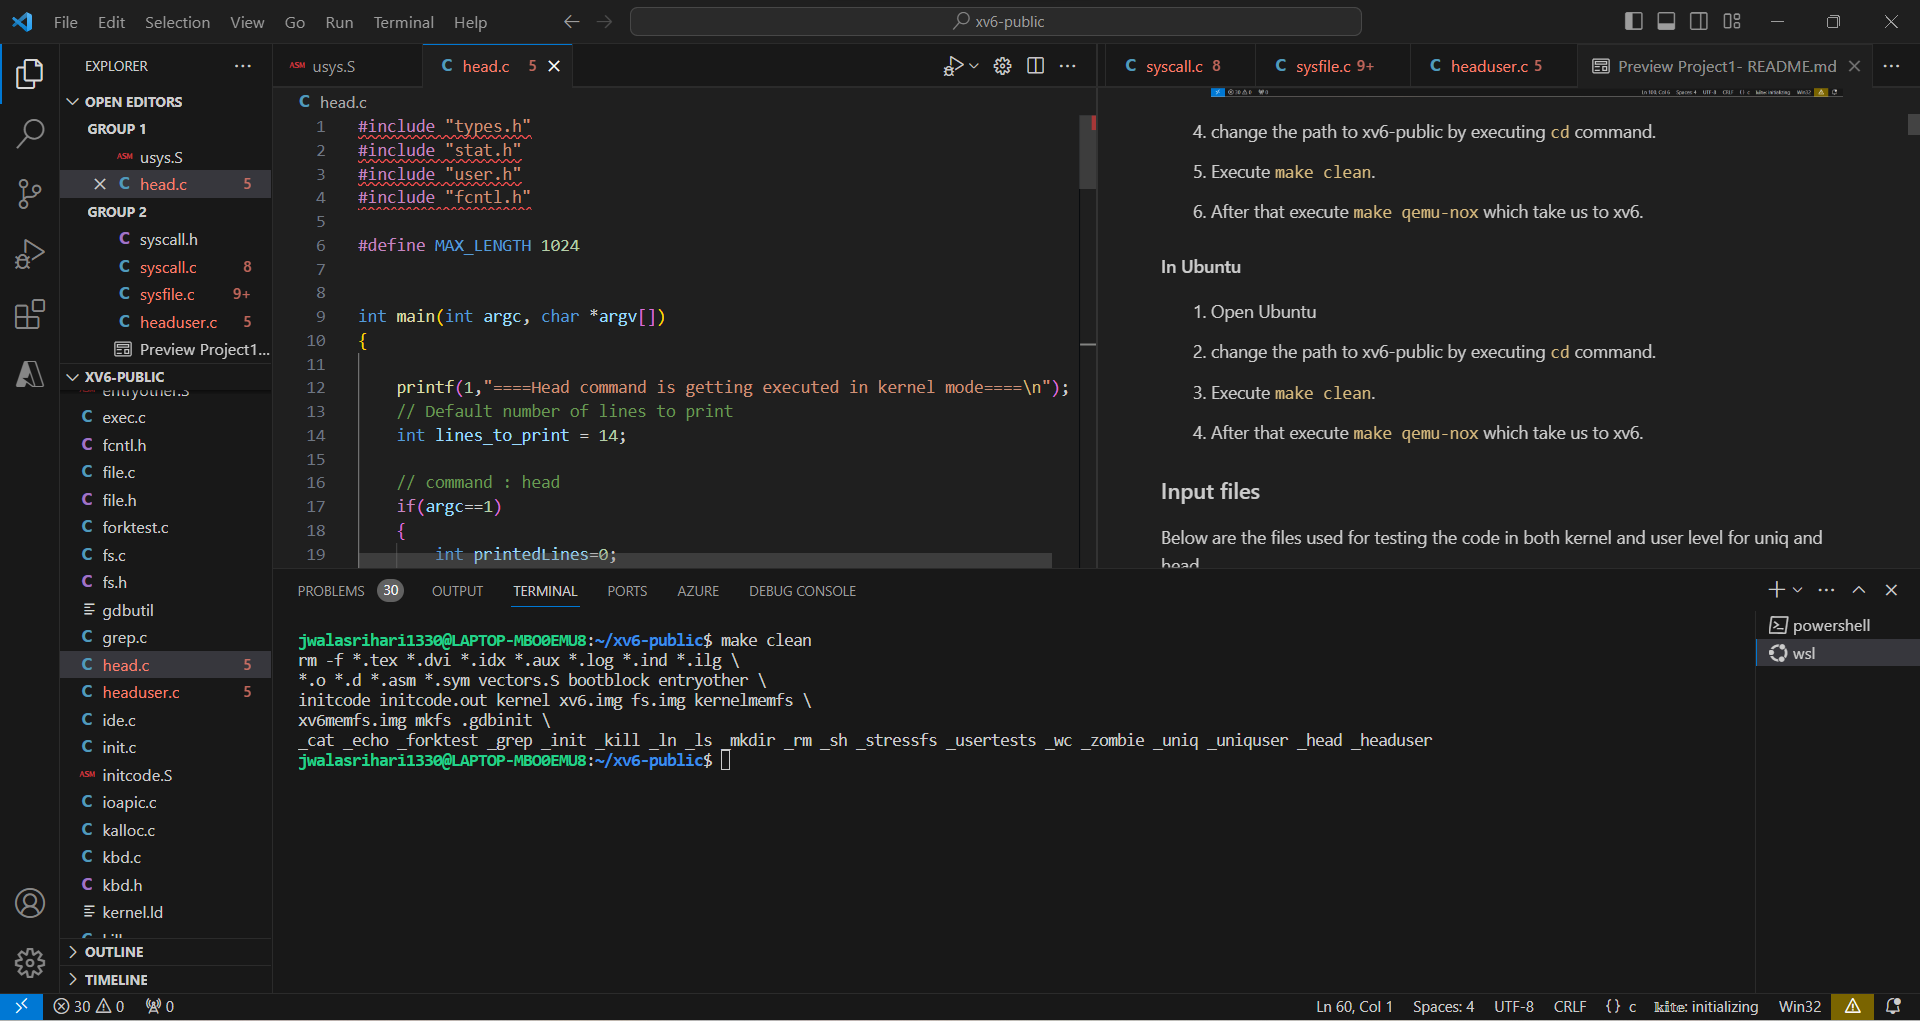 File Edit Selection View Go Run Terminal Help
xv6-public
EXPLORER
OPEN EDITORS
GROUP 1
ASM usys.S
C head.c 5
GROUP 2
C syscall.h
C syscall.c 8
C sysfile.c 9+
C headuser.c 5
Preview Project1...
XV6-PUBLIC
entryother.S
C exec.c
C fcntl.h
C file.c
C file.h
C forktest.c
C fs.c
C fs.h
gdbutil
C grep.c
C head.c 5
C headuser.c 5
C ide.c
C init.c
ASM initcode.S
C ioapic.c
C kalloc.c
C kbd.c
C kbd.h
kernel.ld
OUTLINE
TIMELINE
ASM usys.S
C head.c 5
C head.c
1 #include "types.h"
2 #include "stat.h"
3 #include "user.h"
4 #include "fcntl.h"
5
6 #define MAX_LENGTH 1024
7
8
9 int main(int argc, char *argv[])
10 {
11
12 printf(1,"====Head command is getting executed in kernel mode====\n");
13 // Default number of lines to print
14 int lines_to_print = 14;
15
16 // command : head
17 if(argc==1)
18 {
19 int printedLines=0;
C syscall.c 8
C sysfile.c 9+
C headuser.c 5
Preview Project1- README.md
4. change the path to xv6-public by executing cd command.
5. Execute make clean.
6. After that execute make qemu-nox which take us to xv6.
In Ubuntu
1. Open Ubuntu
2. change the path to xv6-public by executing cd command.
3. Execute make clean.
4. After that execute make qemu-nox which take us to xv6.
Input files
Below are the files used for testing the code in both kernel and user level for uniq and
head
PROBLEMS 30 OUTPUT TERMINAL PORTS AZURE DEBUG CONSOLE
jwalasrihari1330@LAPTOP-MBO0EMU8:~/xv6-public$ make clean
rm -f *.tex *.dvi *.idx *.aux *.log *.ind *.ilg \
*.o *.d *.asm *.sym vectors.S bootblock entryother \
initcode initcode.out kernel xv6.img fs.img kernelmemfs \
xv6memfs.img mkfs .gdbinit \
_cat _echo _forktest _grep _init _kill _ln _ls _mkdir _rm _sh _stressfs _usertests _wc _zombie _uniq _uniquser _head _headuser
jwalasrihari1330@LAPTOP-MBO0EMU8:~/xv6-public$
powershell
wsl
30 0 0
Ln 60, Col 1 Spaces: 4 UTF-8 CRLF {} c kite: initializing Win32